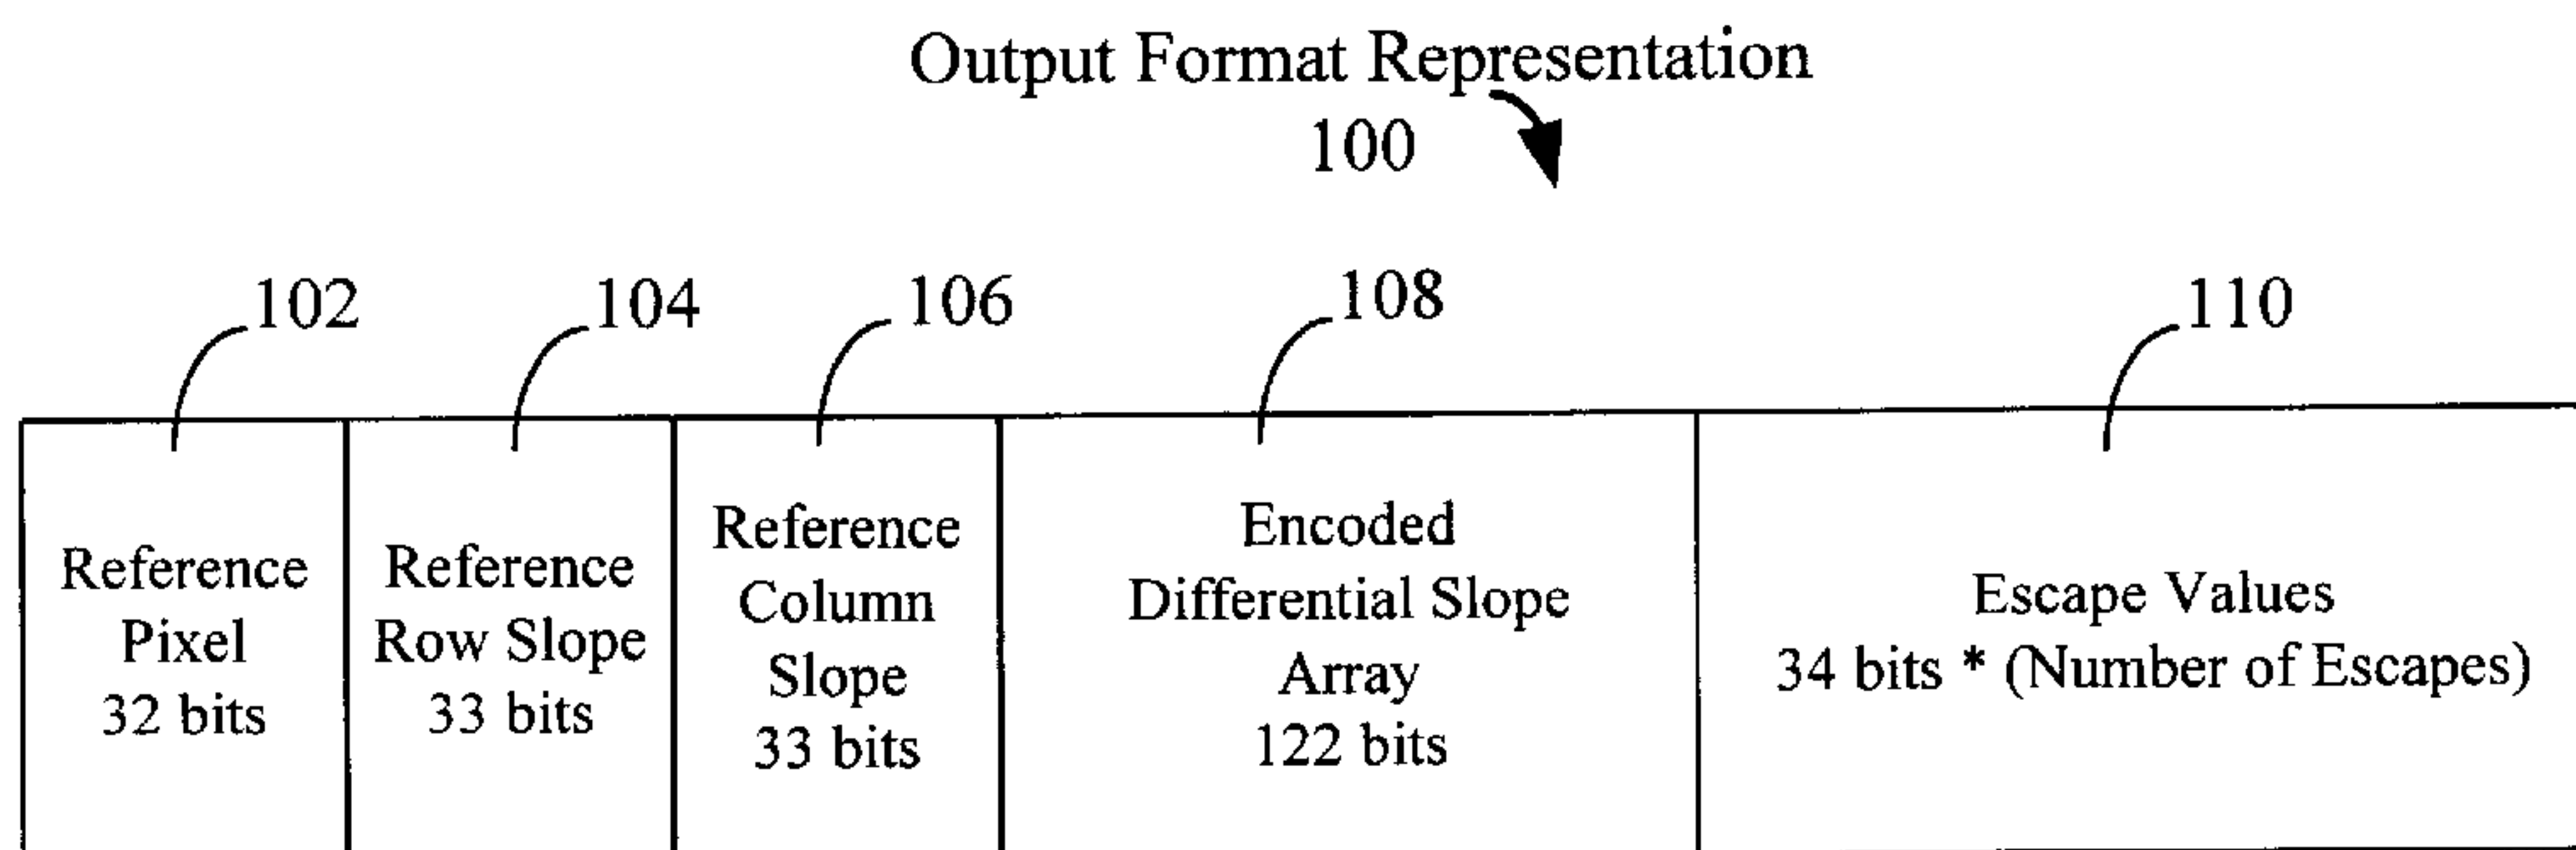 Output Format Representation
100
102
104
106
108
110
Reference
Pixel
32 bits
Reference
Row Slope
33 bits
Reference
Column
Slope
33 bits
Encoded
Differential Slope
Array
122 bits
Escape Values
34 bits * (Number of Escapes)